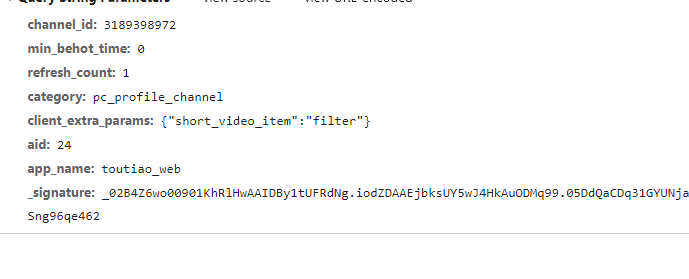 Query String Parameters view source view URL encoded
channel_id: 3189398972
min_behot_time: 0
refresh_count: 1
category: pc_profile_channel
client_extra_params: {"short_video_item":"filter"}
aid: 24
app_name: toutiao_web
_signature: _02B4Z6wo00901KhRlHwAAIDBy1tUFRdNg.iodZDAAEjbksUY5wJ4HkAuODMq99.05DdQaCDq31GYUNja
Sng96qe462